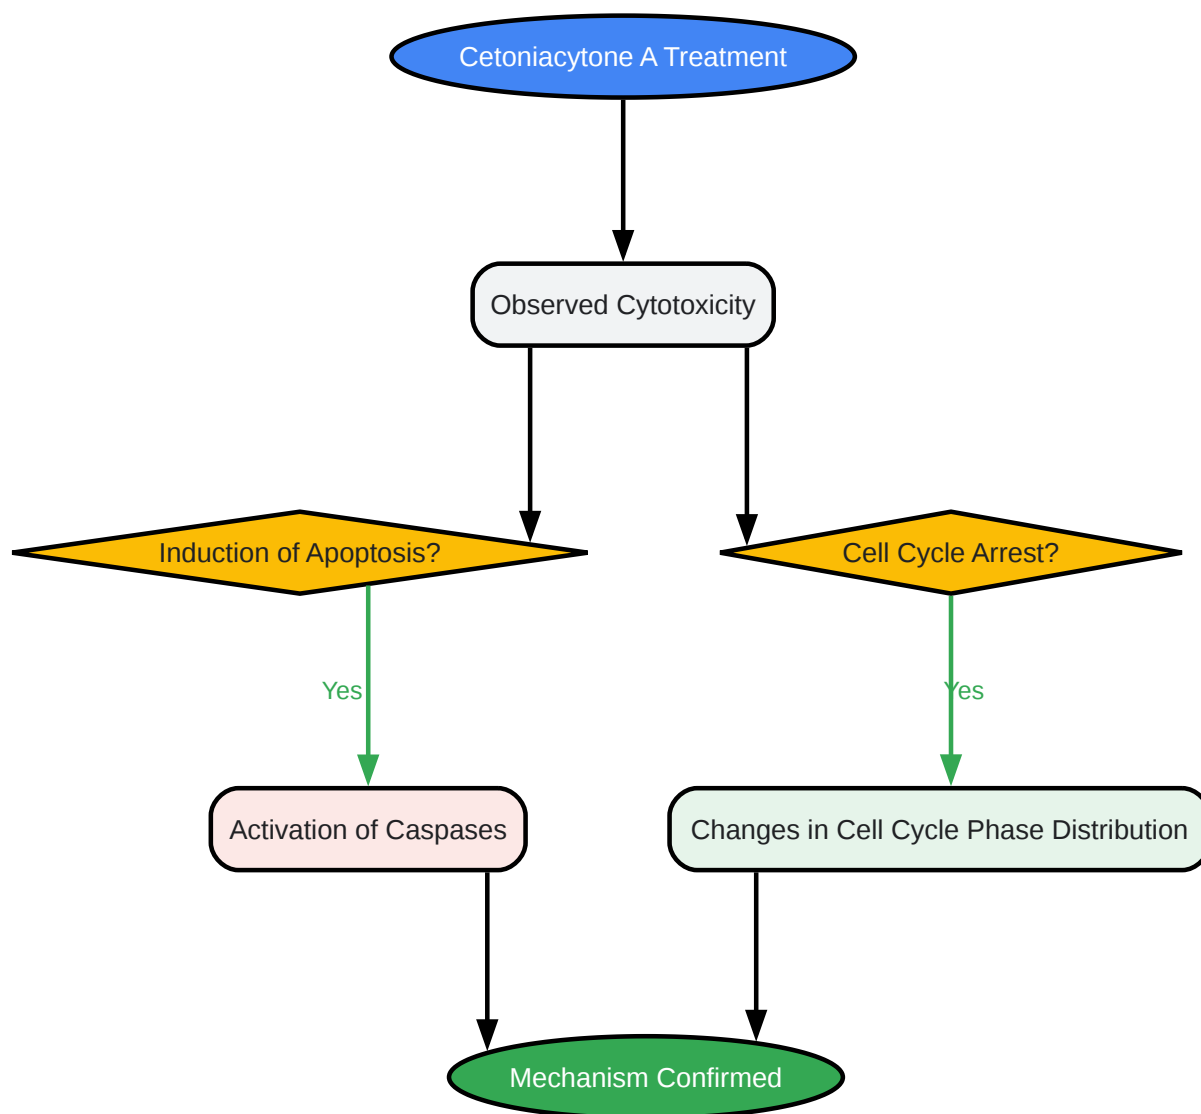 Cetoniacytone A Treatment
Observed Cytotoxicity
Induction of Apoptosis?
Cell Cycle Arrest?
Yes
Yes
Activation of Caspases
Changes in Cell Cycle Phase Distribution
Mechanism Confirmed